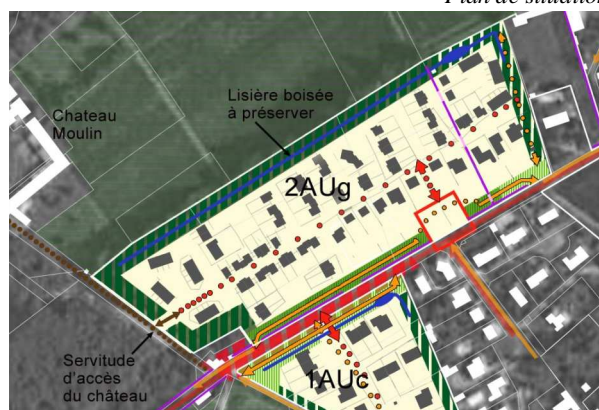 Plan de situation
Chateau
Moulin
Lisière boisée
à préserver
2AUg
Servitude
d'accès
du château
1AUc